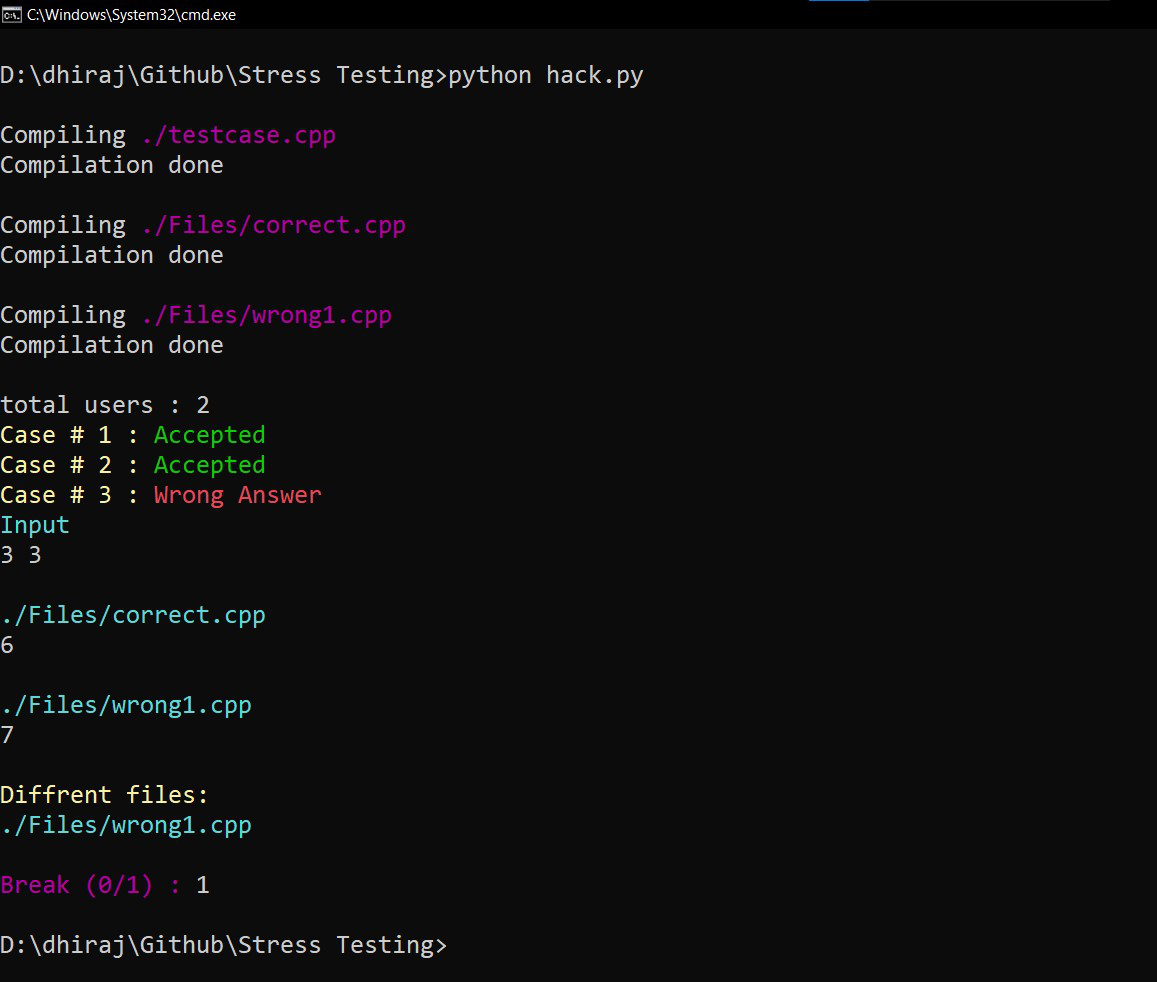 C:\Windows\System32\cmd.exe
D:\dhiraj\Github\Stress Testing>python hack.py
Compiling ./testcase.cpp
Compilation done
Compiling ./Files/correct.cpp
Compilation done
Compiling ./Files/wrong1.cpp
Compilation done
total users : 2
Case # 1 : Accepted
Case # 2 : Accepted
Case # 3 : Wrong Answer
Input
3 3
./Files/correct.cpp
6
./Files/wrong1.cpp
7
Diffrent files:
./Files/wrong1.cpp
Break (0/1) : 1
D:\dhiraj\Github\Stress Testing>